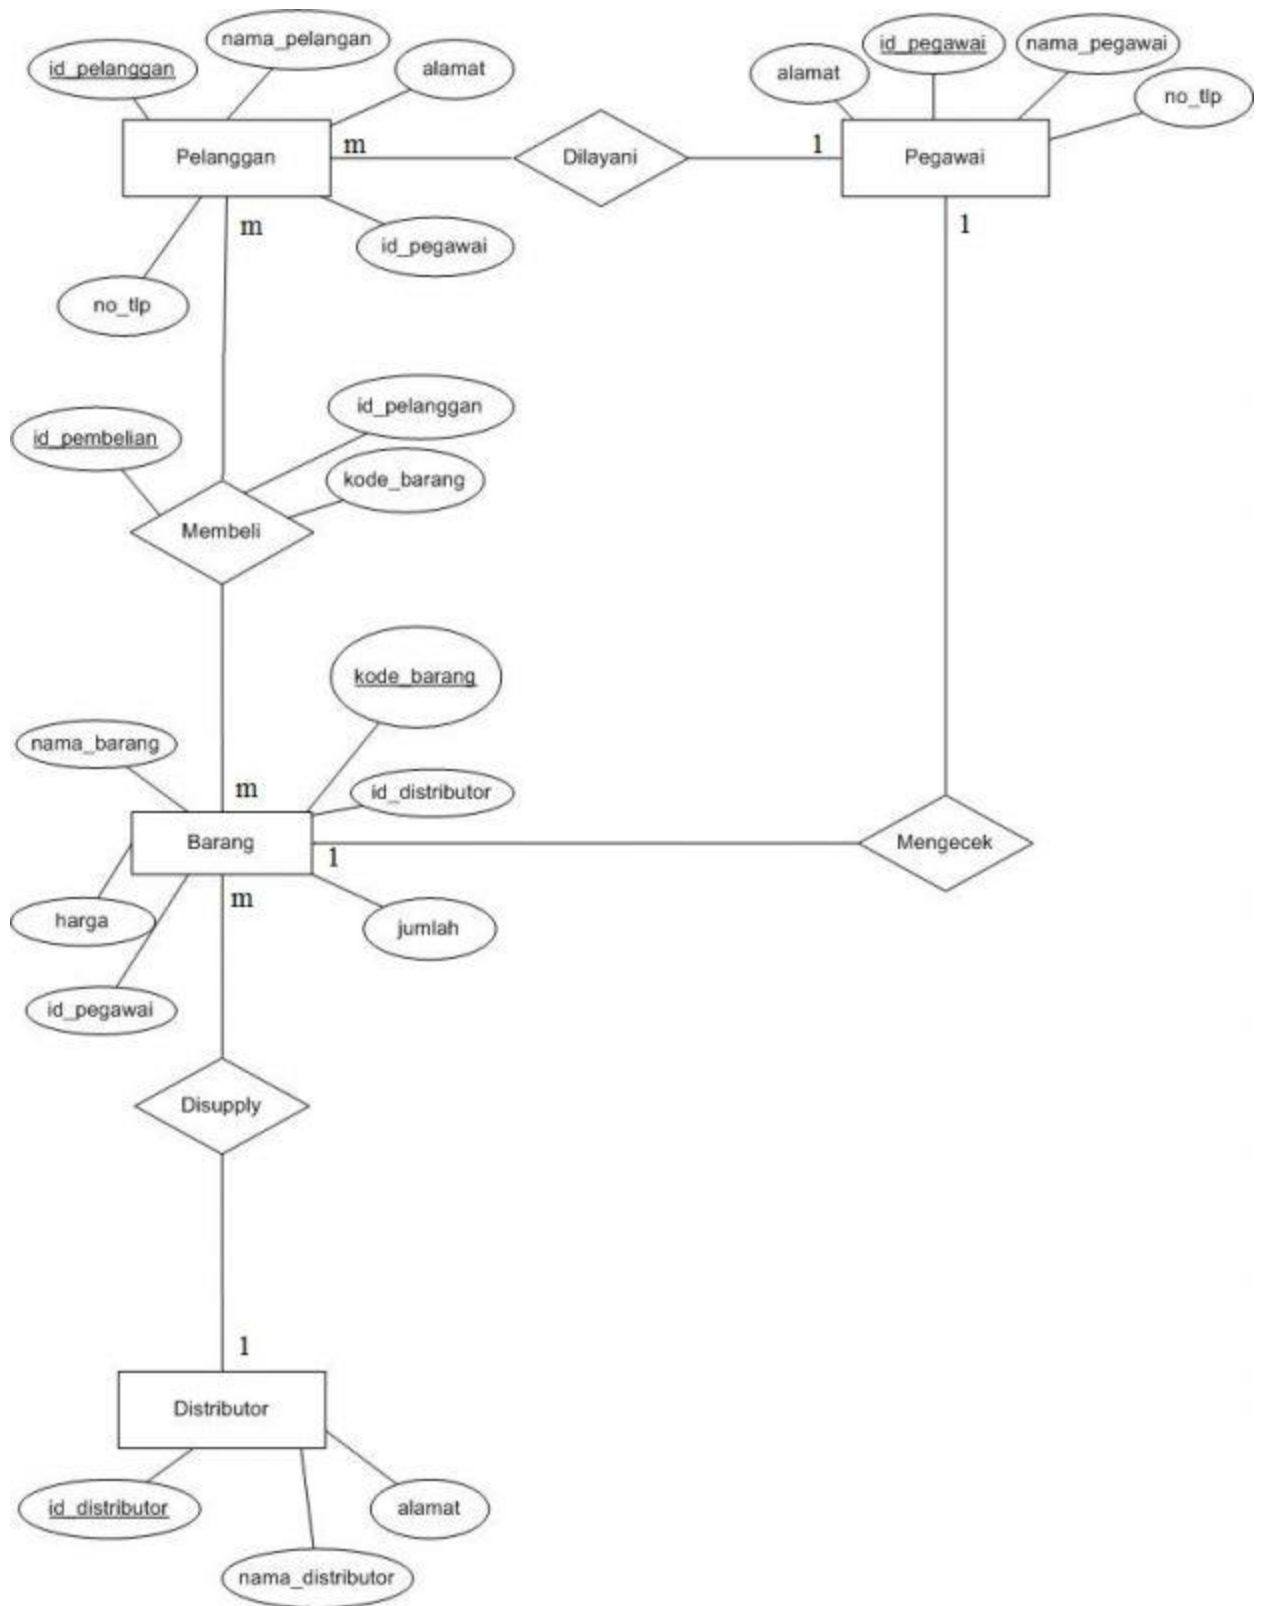 nama_pelangan
id_pelanggan
alamat
id_pegawai
nama_pegawai
alamat
no_tlp
Pelanggan
m
Dilayani
1
Pegawai
m
1
id_pegawai
no_tlp
id_pelanggan
id_pembelian
kode_barang
Membeli
kode_barang
nama_barang
m
id_distributor
Barang
1
Mengecek
m
harga
jumlah
id_pegawai
Disupply
1
Distributor
id_distributor
alamat
nama_distributor